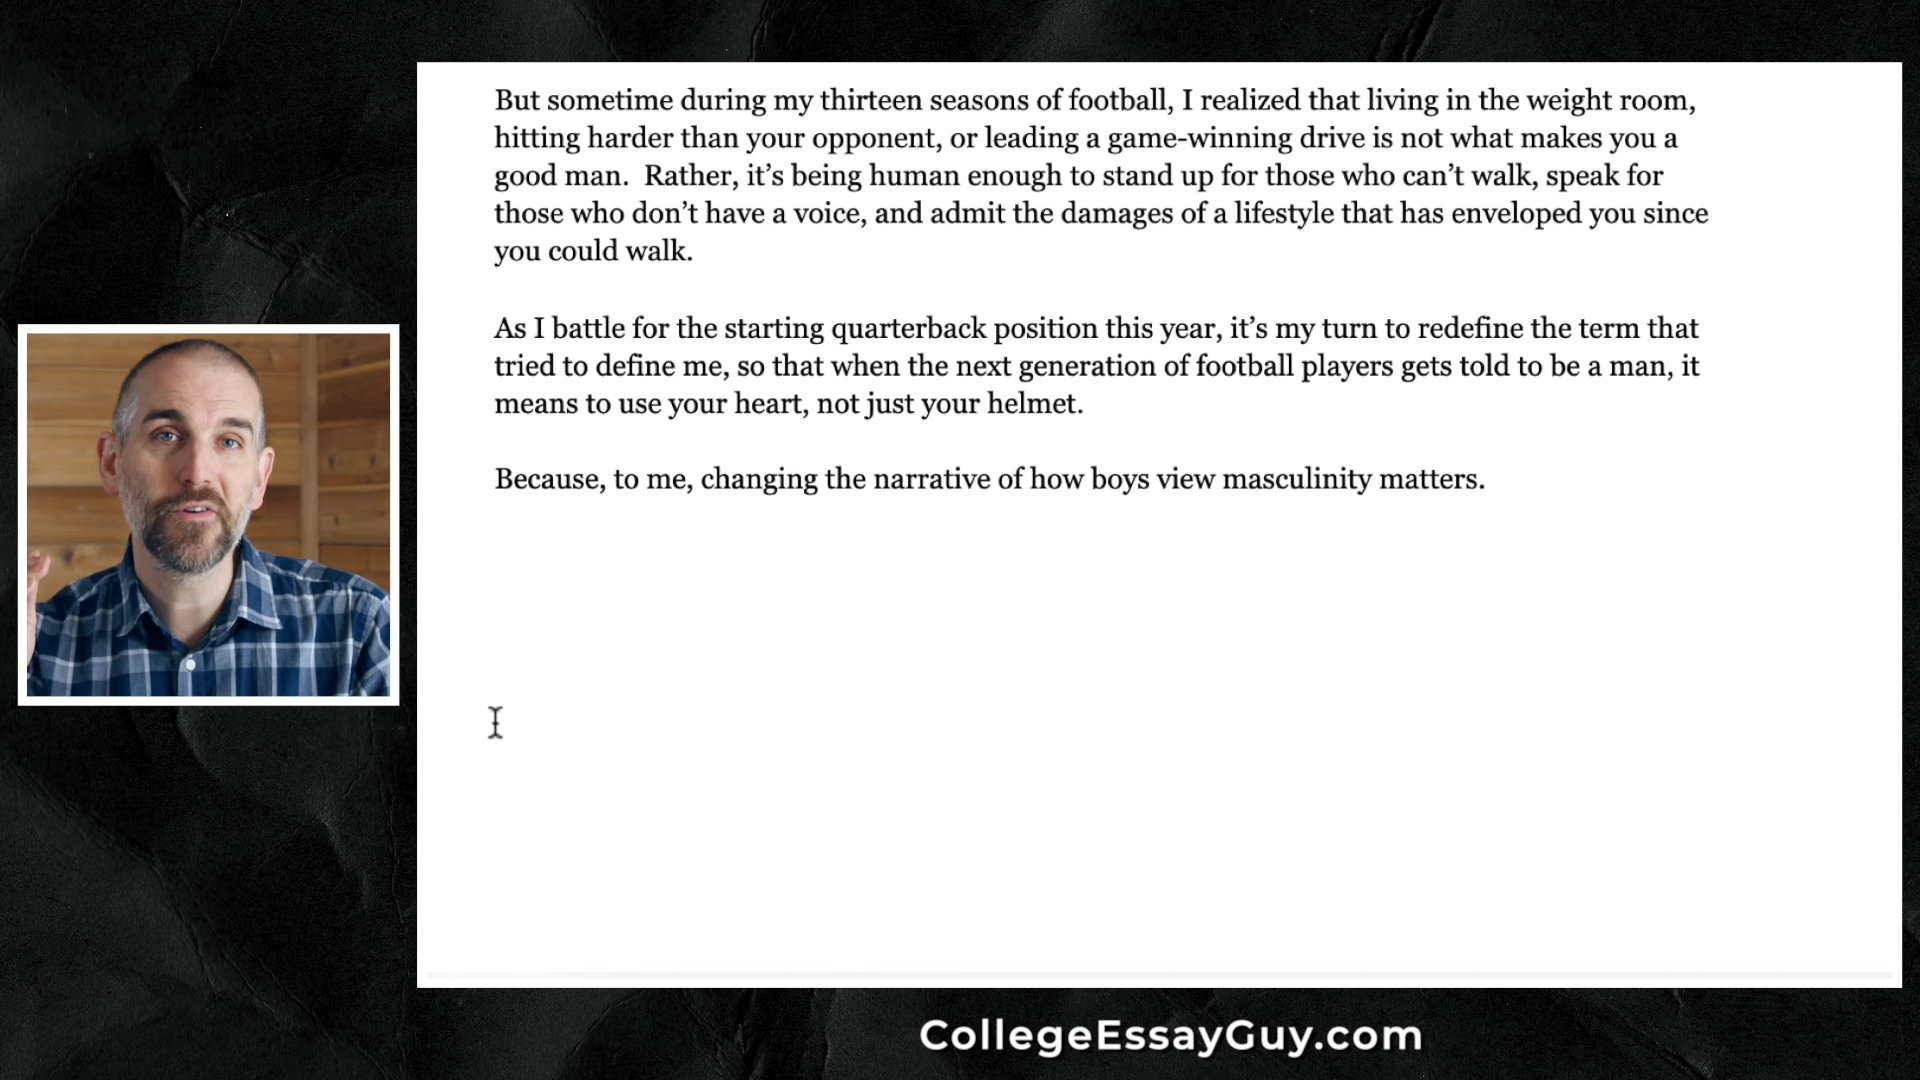 But sometime during my thirteen seasons of football, I realized that living in the weight room,
hitting harder than your opponent, or leading a game-winning drive is not what makes you a
good man.  Rather, it’s being human enough to stand up for those who can’t walk, speak for
those who don’t have a voice, and admit the damages of a lifestyle that has enveloped you since
you could walk.
As I battle for the starting quarterback position this year, it’s my turn to redefine the term that
tried to define me, so that when the next generation of football players gets told to be a man, it
means to use your heart, not just your helmet.
Because, to me, changing the narrative of how boys view masculinity matters.
CollegeEssayGuy.com